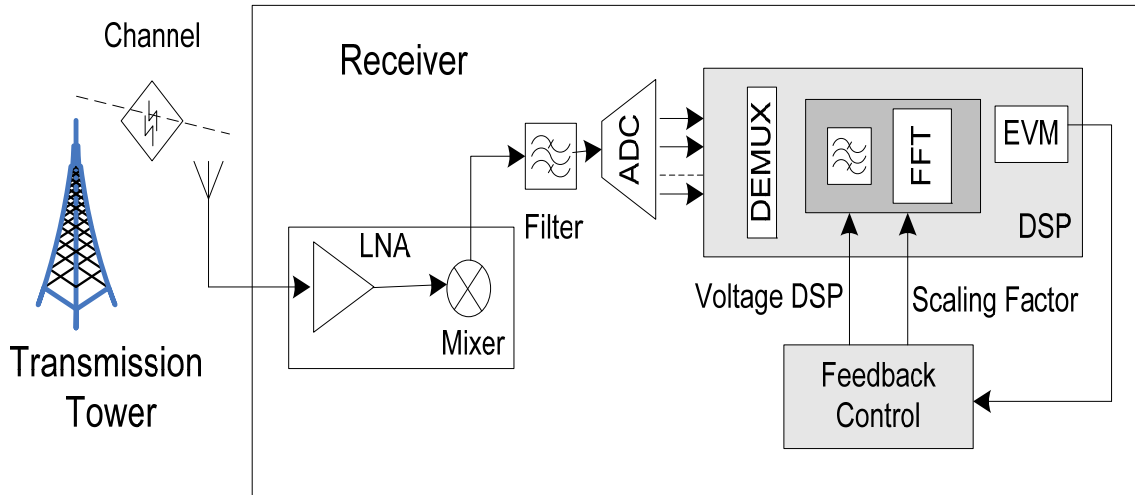 Channel
Receiver
ADC
DEMUX
FFT
EVM
DSP
LNA
Filter
Mixer
Voltage DSP
Scaling Factor
Transmission
Tower
Feedback
Control